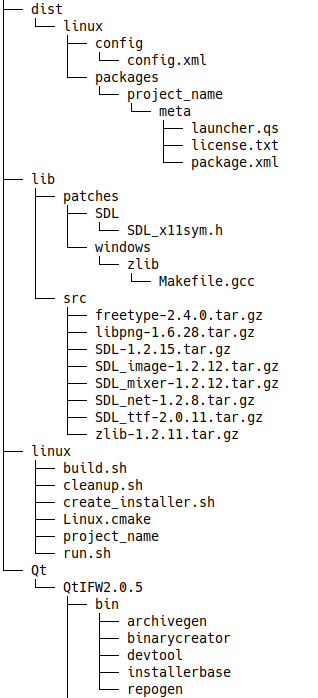 dist
linux
config
config.xml
packages
project_name
meta
launcher.qs
license.txt
package.xml
lib
patches
SDL
SDL_x11sym.h
windows
zlib
Makefile.gcc
src
freetype-2.4.0.tar.gz
libpng-1.6.28.tar.gz
SDL-1.2.15.tar.gz
SDL_image-1.2.12.tar.gz
SDL_mixer-1.2.12.tar.gz
SDL_net-1.2.8.tar.gz
SDL_ttf-2.0.11.tar.gz
zlib-1.2.11.tar.gz
linux
build.sh
cleanup.sh
create_installer.sh
Linux.cmake
project_name
run.sh
Qt
QtIFW2.0.5
bin
archivegen
binarycreator
devtool
installerbase
repogen